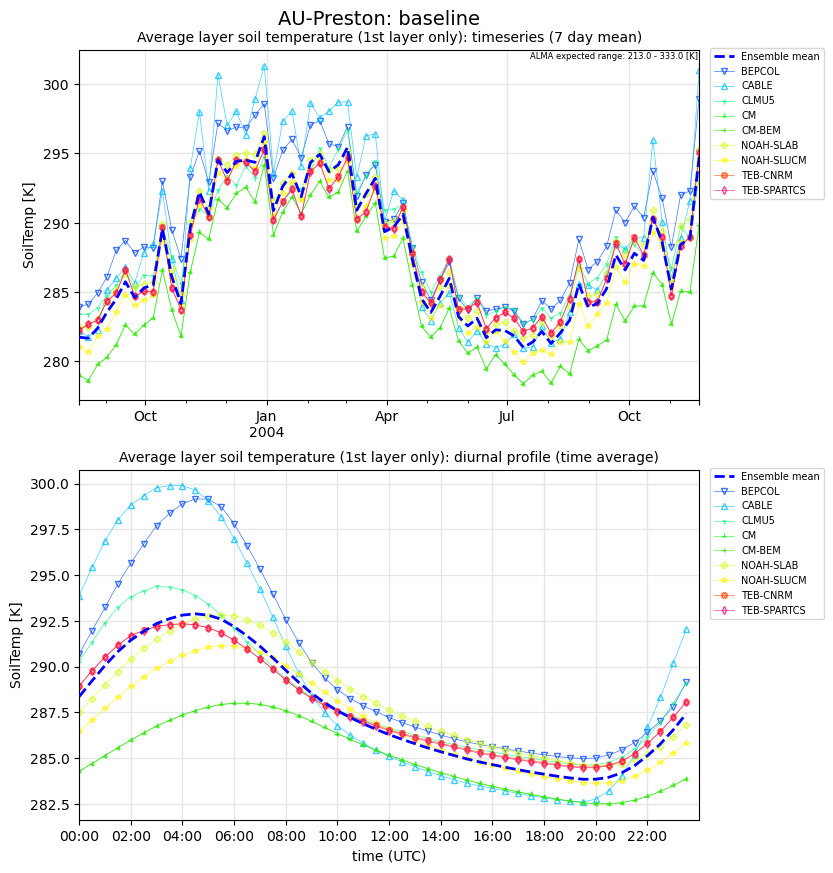 AU-Preston: baseline
Average layer soil temperature (1st layer only): timeseries (7 day mean)
ALMA expected range: 213.0 - 333.0 [K]
SoilTemp [K]
300
295
290
285
280
Oct
Jan
2004
Apr
Jul
Oct
Ensemble mean
BEPCOL
CABLE
CLMU5
CM
CM-BEM
NOAH-SLAB
NOAH-SLUCM
TEB-CNRM
TEB-SPARTCS
Average layer soil temperature (1st layer only): diurnal profile (time average)
SoilTemp [K]
300.0
297.5
295.0
292.5
290.0
287.5
285.0
282.5
00:00 02:00 04:00 06:00 08:00 10:00 12:00 14:00 16:00 18:00 20:00 22:00
time (UTC)
Ensemble mean
BEPCOL
CABLE
CLMU5
CM
CM-BEM
NOAH-SLAB
NOAH-SLUCM
TEB-CNRM
TEB-SPARTCS